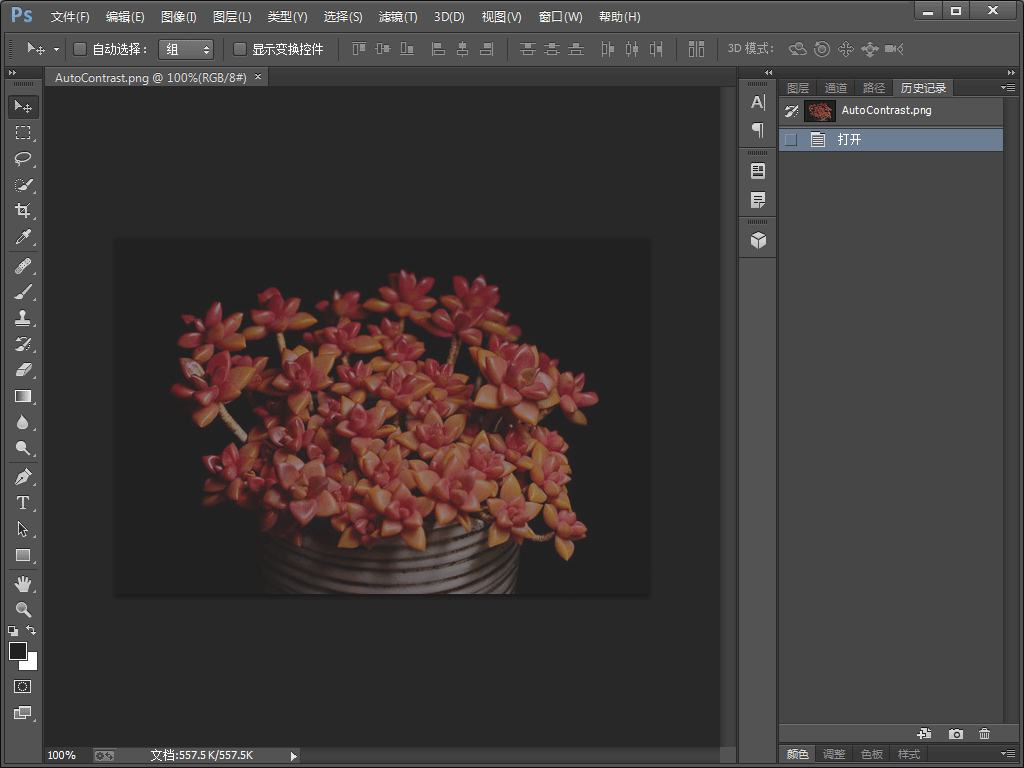 Ps 文件(F) 编辑(E) 图像(I) 图层(L) 类型(Y) 选择(S) 滤镜(T) 3D(D) 视图(V) 窗口(W) 帮助(H)
自动选择： 组 显示变换控件 3D 模式：
AutoContrast.png @ 100%(RGB/8#) ×
图层 通道 路径 历史记录
AutoContrast.png
打开
100% 文档:557.5K/557.5K
颜色 调整 色板 样式